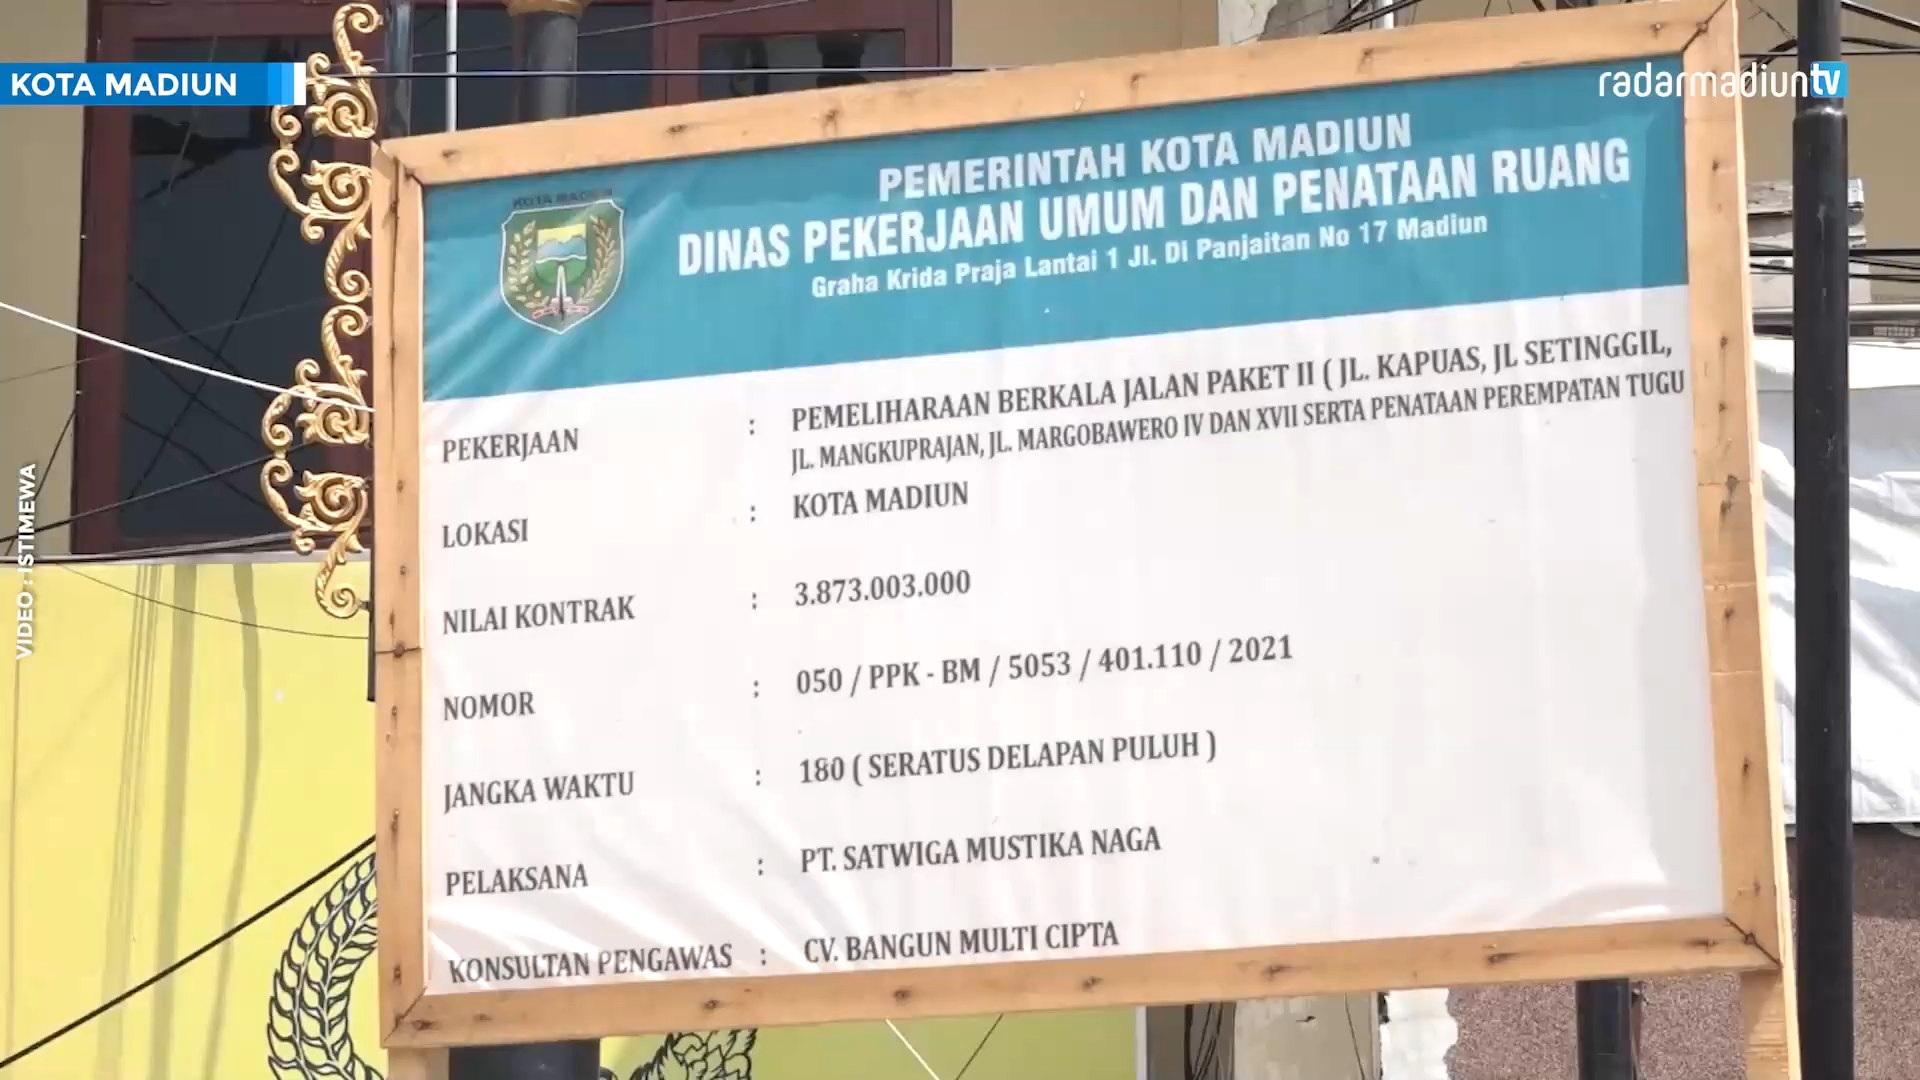 KOTA MADIUN
radarmadiuntv
VIDEO : ISTIMEWA
KOTA MADIUN
PEMERINTAH KOTA MADIUN
DINAS PEKERJAAN UMUM DAN PENATAAN RUANG
Graha Krida Praja Lantai 1 Jl. Di Panjaitan No 17 Madiun
PEKERJAAN : PEMELIHARAAN BERKALA JALAN PAKET II ( JL. KAPUAS, JL SETINGGIL,
JL. MANGKUPRAJAN, JL. MARGOBAWERO IV DAN XVII SERTA PENATAAN PEREMPATAN TUGU
LOKASI : KOTA MADIUN
NILAI KONTRAK : 3.873.003.000
NOMOR : 050 / PPK - BM / 5053 / 401.110 / 2021
JANGKA WAKTU : 180 ( SERATUS DELAPAN PULUH )
PELAKSANA : PT. SATWIGA MUSTIKA NAGA
KONSULTAN PENGAWAS : CV. BANGUN MULTI CIPTA